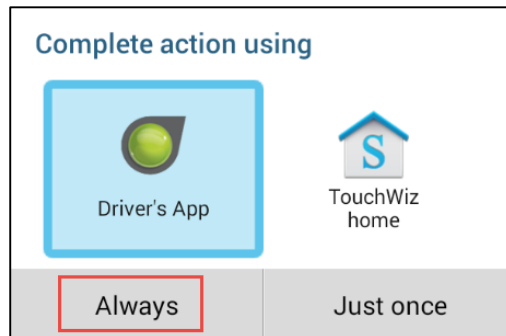 Complete action using
Driver's App
S
TouchWiz
home
Always
Just once